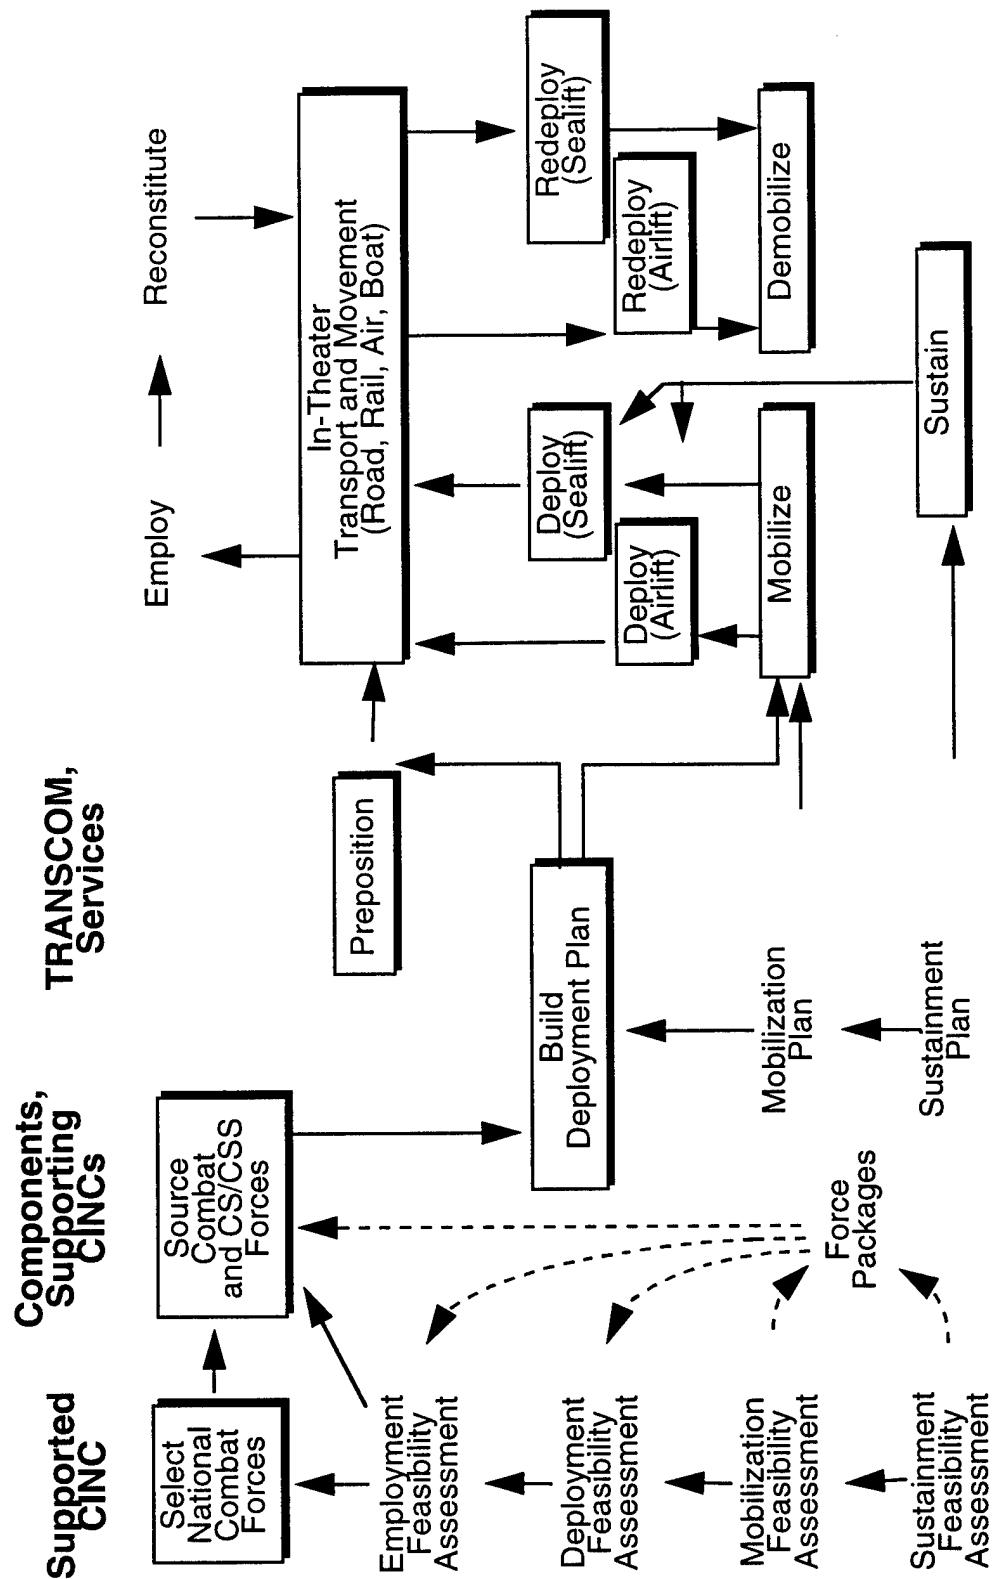 Supported
CINC
Components,
Supporting
CINCs
TRANSCOM,
Services
Select
National
Combat
Forces
Employment
Feasibility
Assessment
Deployment
Feasibility
Assessment
Mobilization
Feasibility
Assessment
Sustainment
Feasibility
Assessment
Source
Combat
and CS/CSS
Forces
Force
Packages
Build
Deployment Plan
Mobilization
Plan
Sustainment
Plan
Preposition
Employ
Reconstitute
In-Theater
Transport and Movement
(Road, Rail, Air, Boat)
Deploy
(Sealift)
Deploy
(Airlift)
Mobilize
Redeploy
(Sealift)
Redeploy
(Airlift)
Demobilize
Sustain